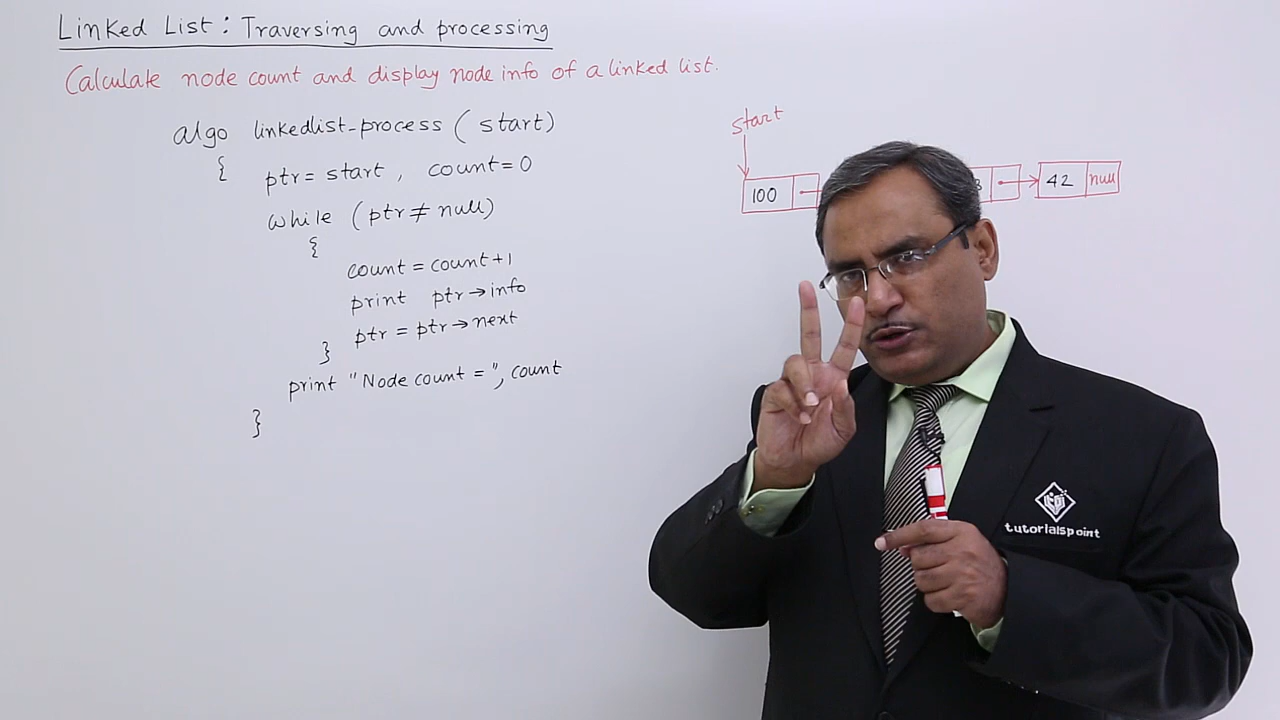 Linked List: Traversing and processing
Calculate node count and display node info of a linked list.
algo linkedlist-process (start)
{
ptr = start, count=0
while (ptr ≠ null)
{
count = count+1
print ptr→info
ptr = ptr→next
}
print "Node count = ", count
}
start
100
42 null
tutorialspoint